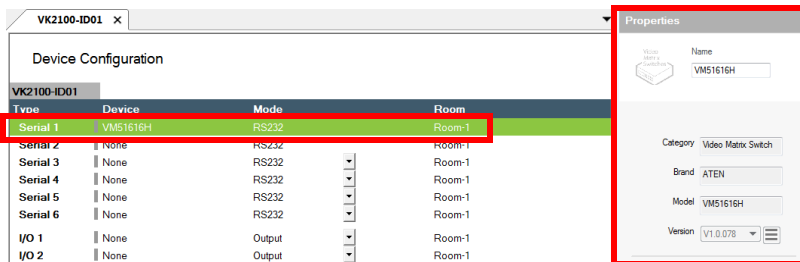 VK2100-ID01 ×
Device Configuration
VK2100-ID01
Type Device Mode Room
Serial 1 VM51616H RS232 Room-1
Serial 2 None RS232 Room-1
Serial 3 None RS232 Room-1
Serial 4 None RS232 Room-1
Serial 5 None RS232 Room-1
Serial 6 None RS232 Room-1
I/O 1 None Output Room-1
I/O 2 None Output Room-1
Properties
Name
VM51616H
Category Video Matrix Switch
Brand ATEN
Model VM51616H
Version V1.0.078